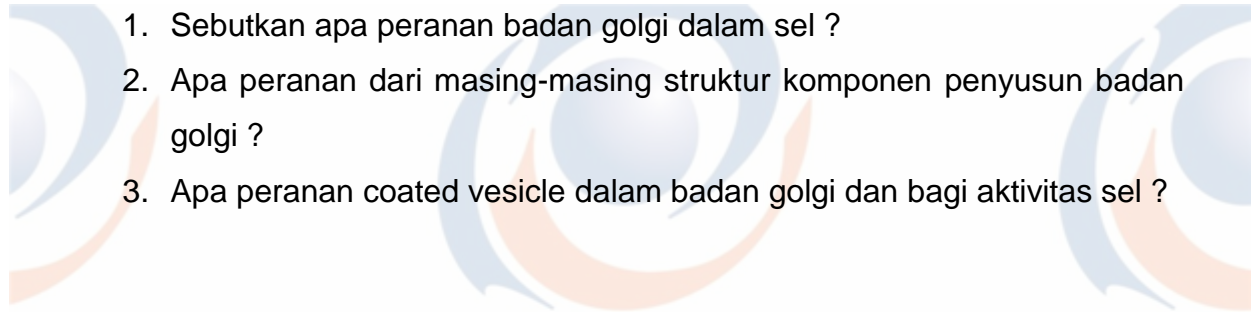 1. Sebutkan apa peranan badan golgi dalam sel ?
2. Apa peranan dari masing-masing struktur komponen penyusun badan
golgi ?
3. Apa peranan coated vesicle dalam badan golgi dan bagi aktivitas sel ?